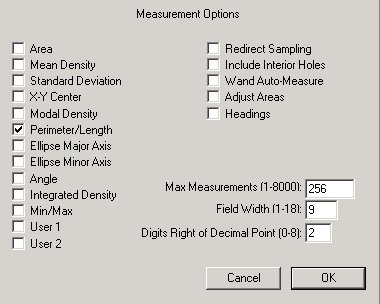 Measurement Options
Area
Mean Density
Standard Deviation
X-Y Center
Modal Density
Perimeter/Length
Ellipse Major Axis
Ellipse Minor Axis
Angle
Integrated Density
Min/Max
User 1
User 2
Redirect Sampling
Include Interior Holes
Wand Auto-Measure
Adjust Areas
Headings
Max Measurements (1-8000): 256
Field Width (1-18): 9
Digits Right of Decimal Point (0-8): 2
Cancel
OK